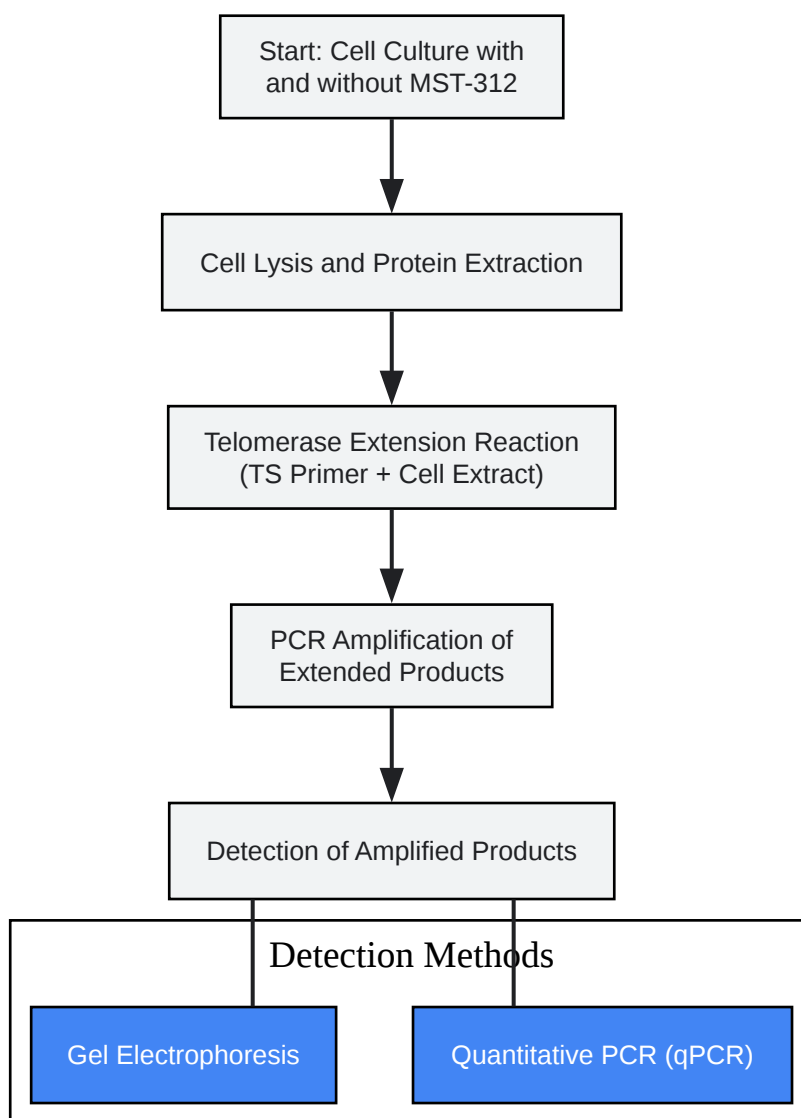 Start: Cell Culture with
and without MST-312
Cell Lysis and Protein Extraction
Telomerase Extension Reaction
(TS Primer + Cell Extract)
PCR Amplification of
Extended Products
Detection of Amplified Products
Detection Methods
Gel Electrophoresis
Quantitative PCR (qPCR)